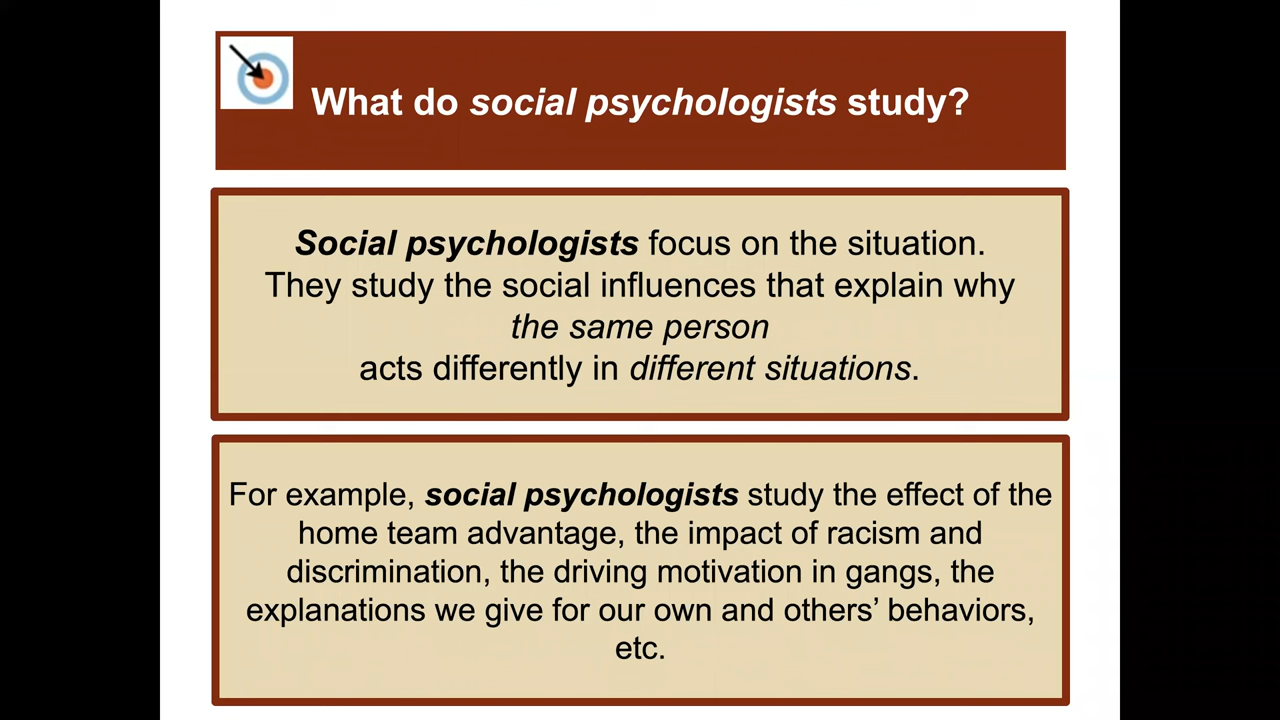 What do social psychologists study?
Social psychologists focus on the situation.
They study the social influences that explain why
the same person
acts differently in different situations.
For example, social psychologists study the effect of the
home team advantage, the impact of racism and
discrimination, the driving motivation in gangs, the
explanations we give for our own and others’ behaviors,
etc.